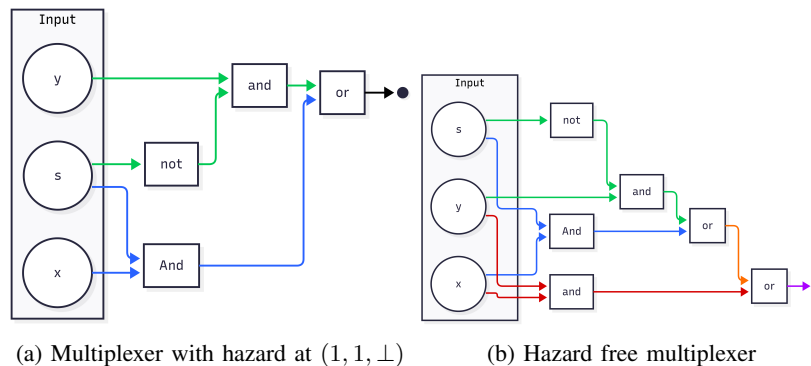 Input
y
and
or
s
not
x
And
Input
s
not
y
and
or
And
x
and
or
(a) Multiplexer with hazard at (1, 1, ⊥)
(b) Hazard free multiplexer